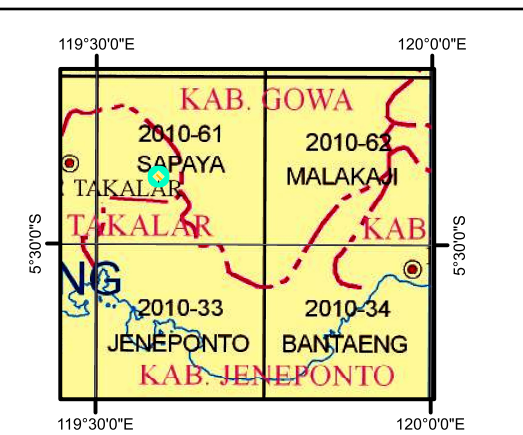 119°30'0"E 120°0'0"E
KAB. GOWA
2010-61 2010-62
SAPAYA MALAKAJI
TAKALAR
TAKALAR KAB
5°30'0"S 5°30'0"S
NG
2010-33 2010-34
JENEPONTO BANTAENG
KAB. JENEPONTO
119°30'0"E 120°0'0"E